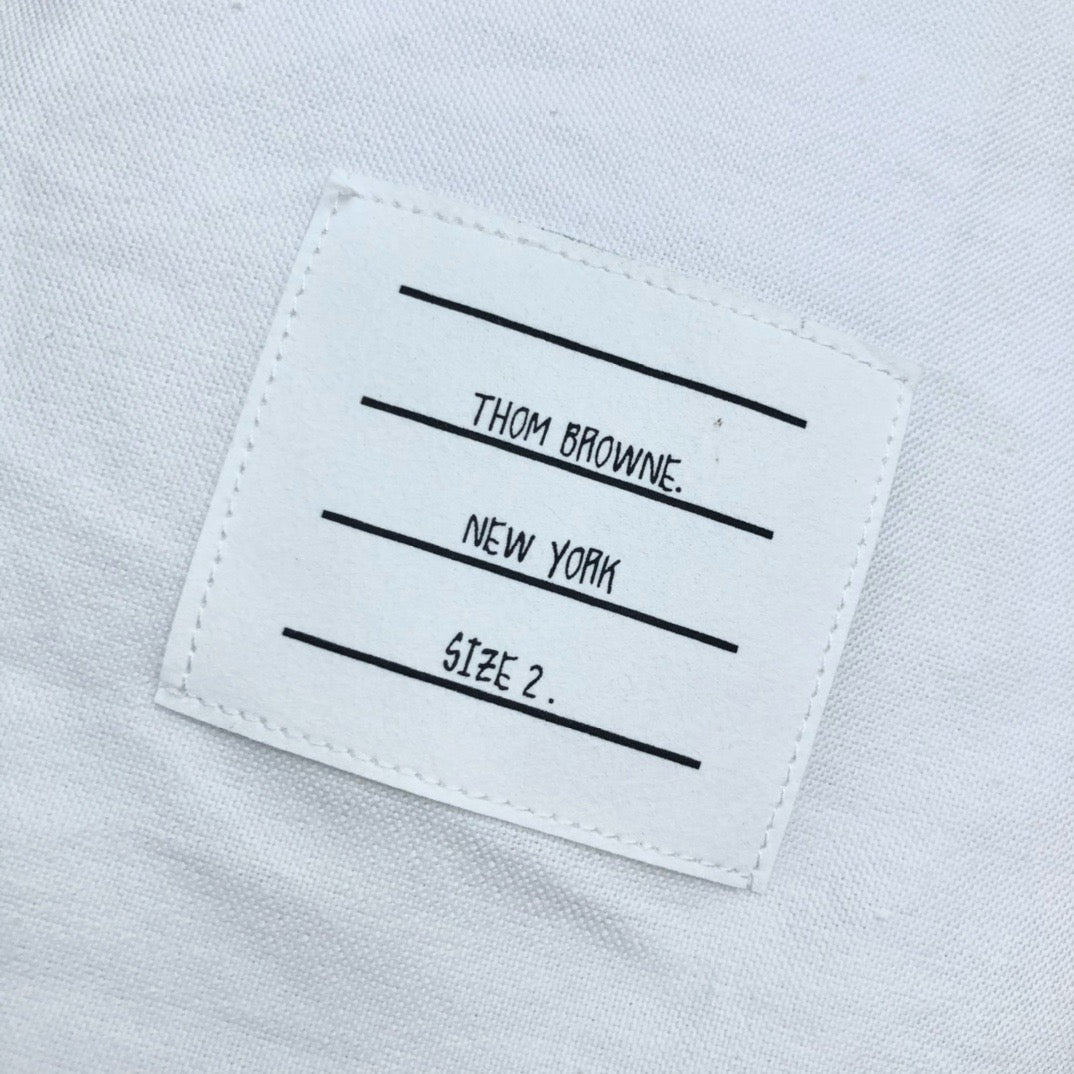 THOM BROWNE.
NEW YORK
SIZE 2.